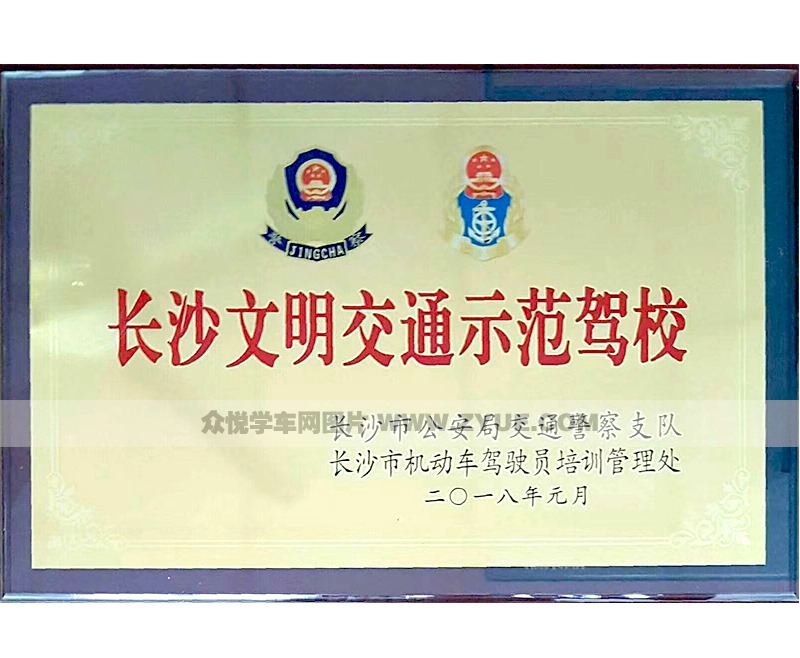 警 JINGCHA 察
长沙文明交通示范驾校
众悦学车网图片 WWW.ZYUE.COM
长沙市公安局交通警察支队
长沙市机动车驾驶员培训管理处
二〇一八年元月